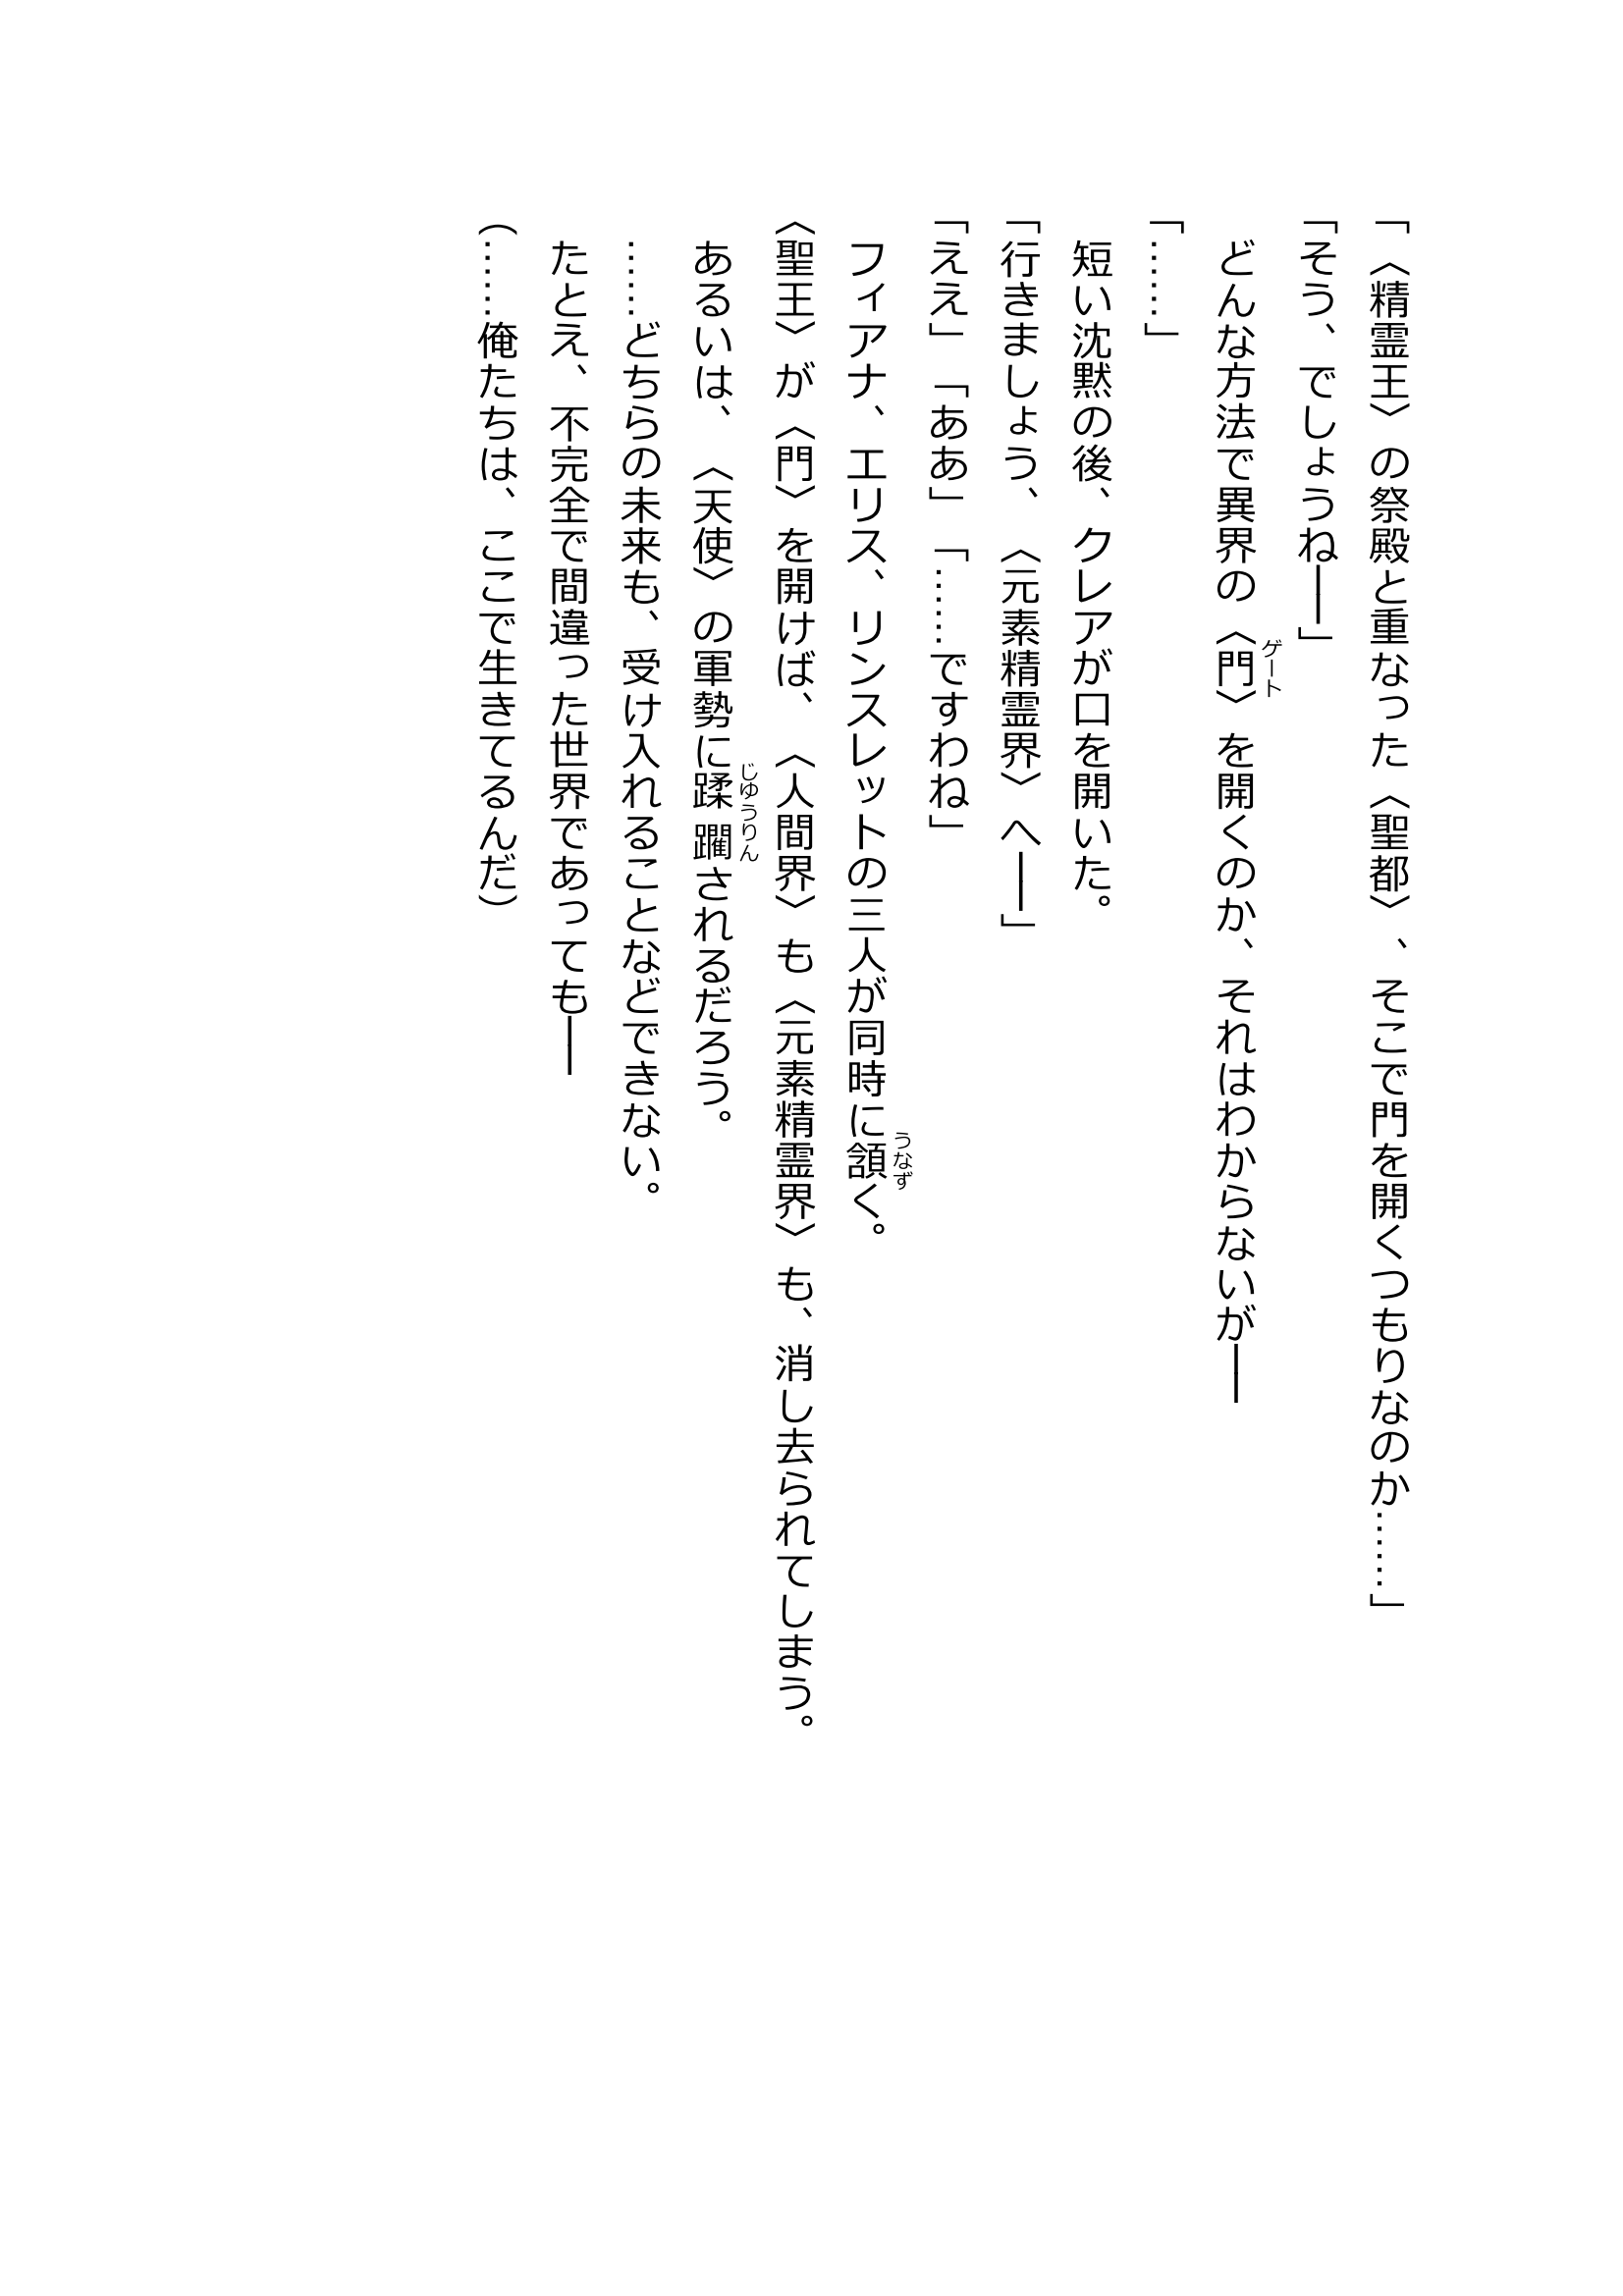 「〈精霊王〉の祭殿と重なった〈聖都〉、そこで門を開くつもりなのか……」
「そう、でしょうね――」
　どんな方法で異界の〈門〉を開くのか、それはわからないが――
ゲート
「……」
　短い沈黙の後、クレアが口を開いた。
「行きましょう、〈元素精霊界〉へ――」
「ええ」「ああ」「……ですわね」
　フィアナ、エリス、リンスレットの三人が同時に頷く。
うなず
〈聖王〉が〈門〉を開けば、〈人間界〉も〈元素精霊界〉も、消し去られてしまう。
　あるいは、〈天使〉の軍勢に蹂躙されるだろう。
じゆうりん
　……どちらの未来も、受け入れることなどできない。
　たとえ、不完全で間違った世界であっても――
（……俺たちは、ここで生きてるんだ）